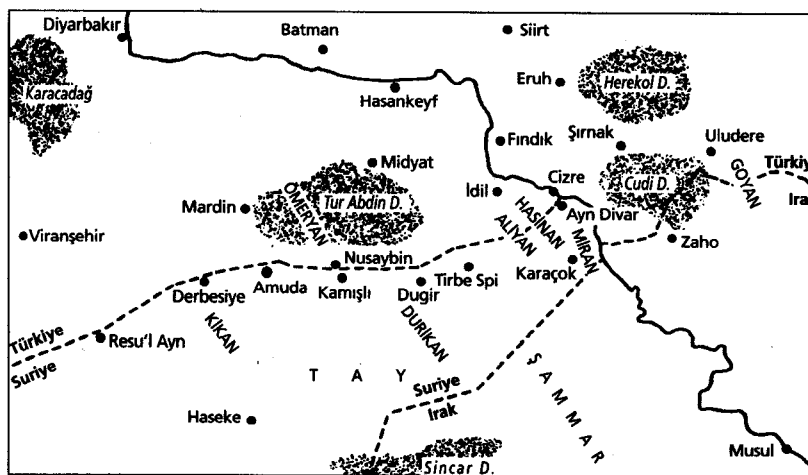 Diyarbakır
Batman
Siirt
Karacadağ
Hasankeyf
Eruh
Herekol D.
Fındık
Şırnak
Uludere
GOYAN
Türkiy
Ira
Midyat
İdil
Cizre
Cudi D.
Mardin
ÖMERYAN
Tur Abdin D.
HASİNAN
Ayn Divar
ALİYAN
MİRAN
Viranşehir
Nusaybin
Zaho
Derbesiye
Amuda
Kamışlı
Dugir
Tirbe Spi
Karaçok
KİKAN
DURİKAN
Türkiye
Suriye
Resu'l Ayn
TAY
Suriye
Irak
ŞAMMAR
Haseke
Sincar D.
Musul